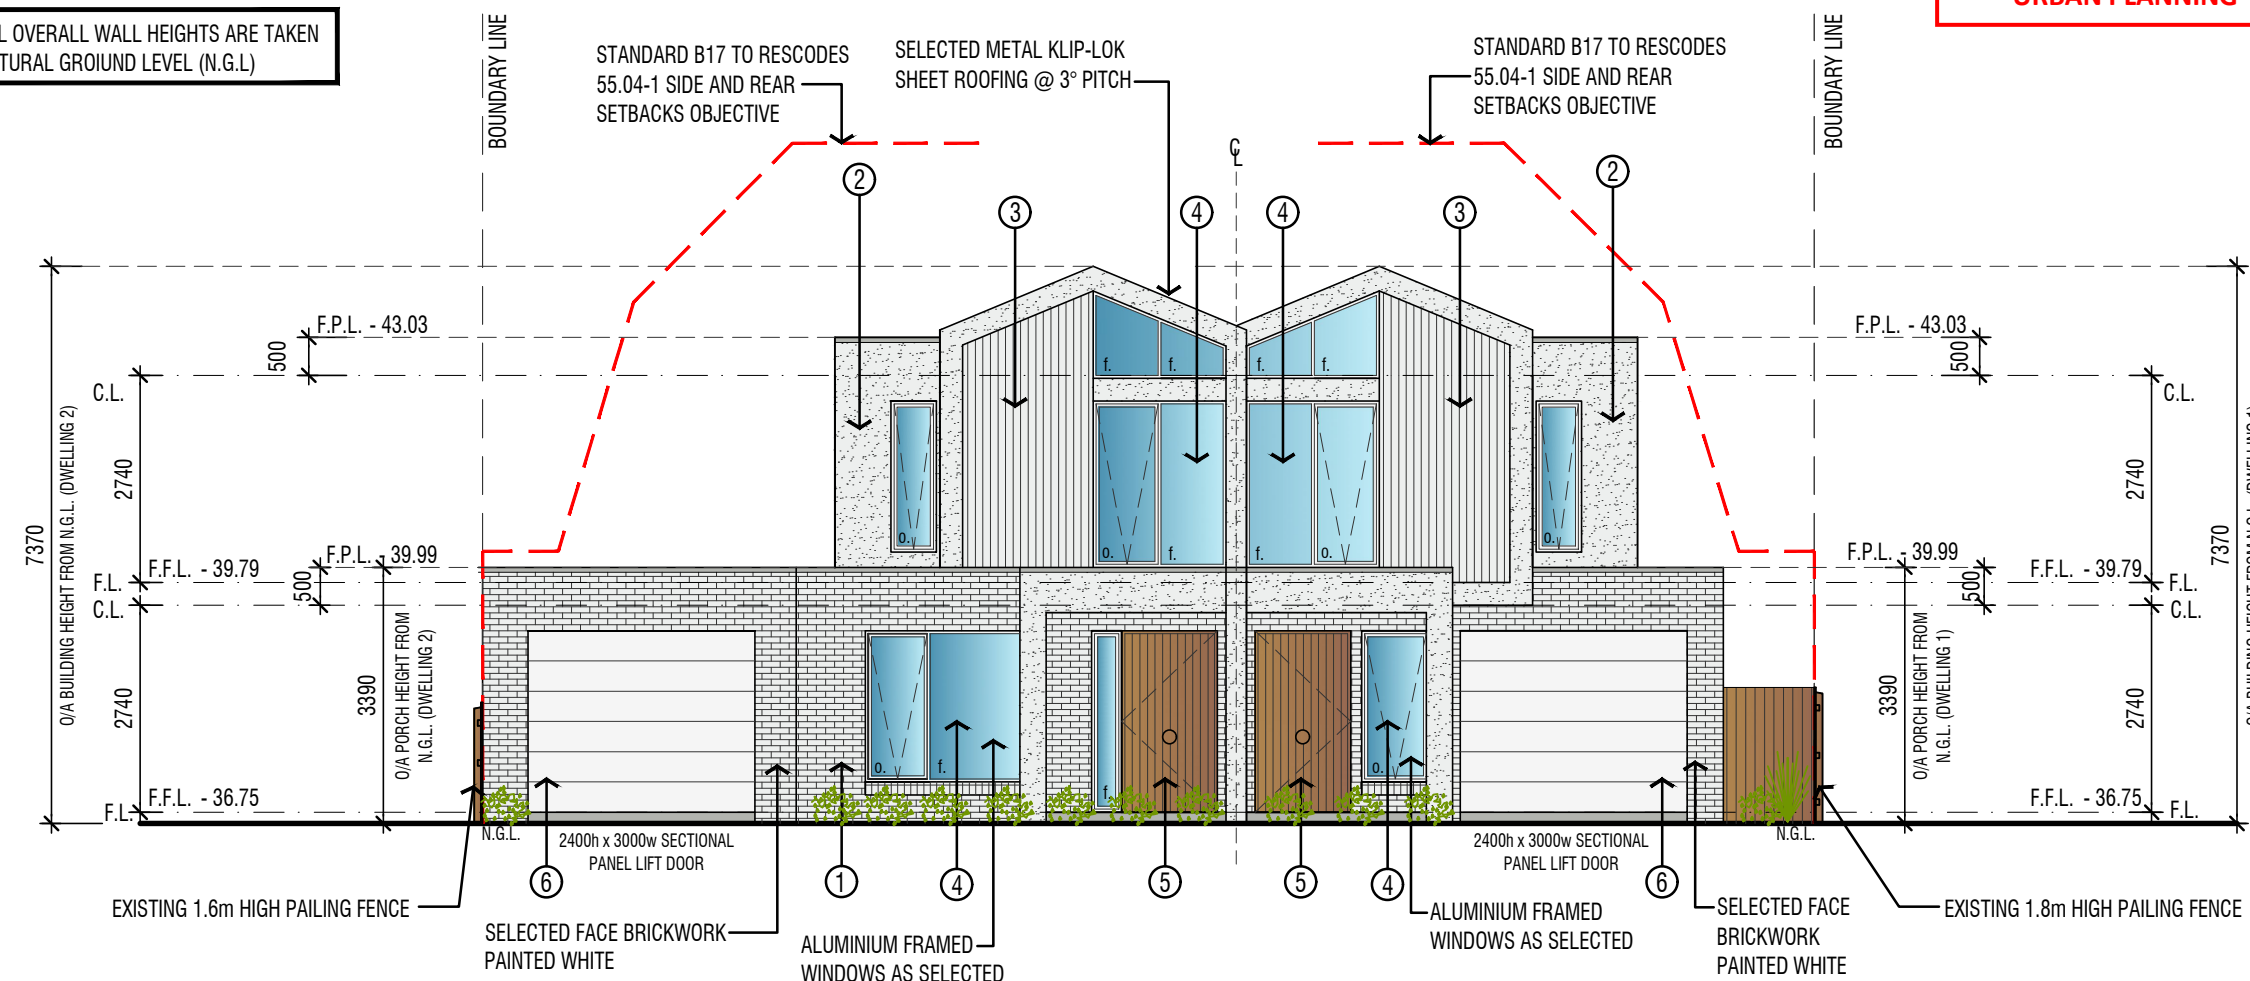 L OVERALL WALL HEIGHTS ARE TAKEN
TURAL GROIUND LEVEL (N.G.L)
BOUNDARY LINE
STANDARD B17 TO RESCODES
55.04-1 SIDE AND REAR
SETBACKS OBJECTIVE
SELECTED METAL KLIP-LOK
SHEET ROOFING @ 3° PITCH
STANDARD B17 TO RESCODES
55.04-1 SIDE AND REAR
SETBACKS OBJECTIVE
BOUNDARY LINE
URBAN PLANNING
CL
2
3
4
4
3
2
F.P.L. - 43.03
500
C.L.
2740
7370
O/A BUILDING HEIGHT FROM N.G.L. (DWELLING 2)
F.P.L. - 39.99
F.F.L. - 39.79
F.L.
500
C.L.
2740
3390
O/A PORCH HEIGHT FROM
N.G.L. (DWELLING 2)
F.F.L. - 36.75
F.L.
f.
f.
f.
f.
o.
o.
f.
f.
o.
o.
o.
f.
f.
o.
F.P.L. - 43.03
500
C.L.
2740
7370
F.P.L. - 39.99
F.F.L. - 39.79
F.L.
500
C.L.
2740
3390
O/A PORCH HEIGHT FROM
N.G.L. (DWELLING 1)
F.F.L. - 36.75
F.L.
N.G.L.
2400h x 3000w SECTIONAL
PANEL LIFT DOOR
2400h x 3000w SECTIONAL
PANEL LIFT DOOR
N.G.L.
6
1
4
5
5
4
6
EXISTING 1.6m HIGH PAILING FENCE
SELECTED FACE BRICKWORK
PAINTED WHITE
ALUMINIUM FRAMED
WINDOWS AS SELECTED
ALUMINIUM FRAMED
WINDOWS AS SELECTED
SELECTED FACE
BRICKWORK
PAINTED WHITE
EXISTING 1.8m HIGH PAILING FENCE